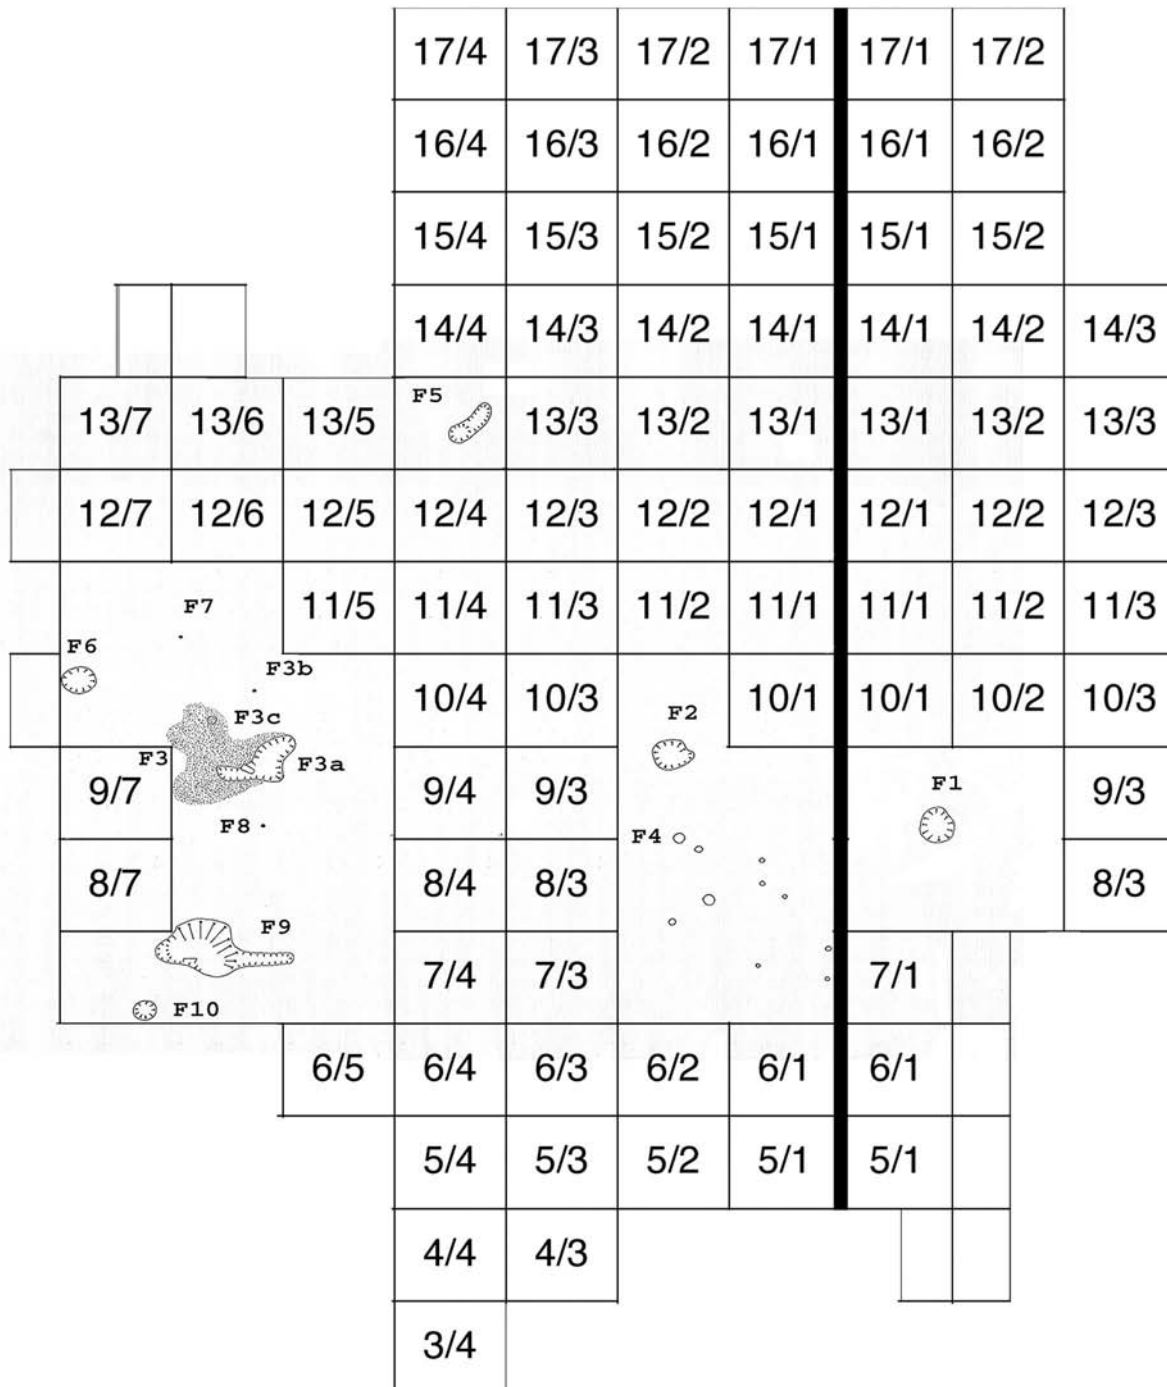 17/4 17/3 17/2 17/1 17/1 17/2
16/4 16/3 16/2 16/1 16/1 16/2
15/4 15/3 15/2 15/1 15/1 15/2
14/4 14/3 14/2 14/1 14/1 14/2 14/3
13/7 13/6 13/5 F5 13/3 13/2 13/1 13/1 13/2 13/3
12/7 12/6 12/5 12/4 12/3 12/2 12/1 12/1 12/2 12/3
F7 11/5 11/4 11/3 11/2 11/1 11/1 11/2 11/3
F6
F3b
10/4 10/3 F2 10/1 10/1 10/2 10/3
F3c
F3 F3a
9/7 9/4 9/3 F1 9/3
F8 F4
8/7 8/4 8/3 8/3
F9
7/4 7/3 7/1
F10
6/5 6/4 6/3 6/2 6/1 6/1
5/4 5/3 5/2 5/1 5/1
4/4 4/3
3/4